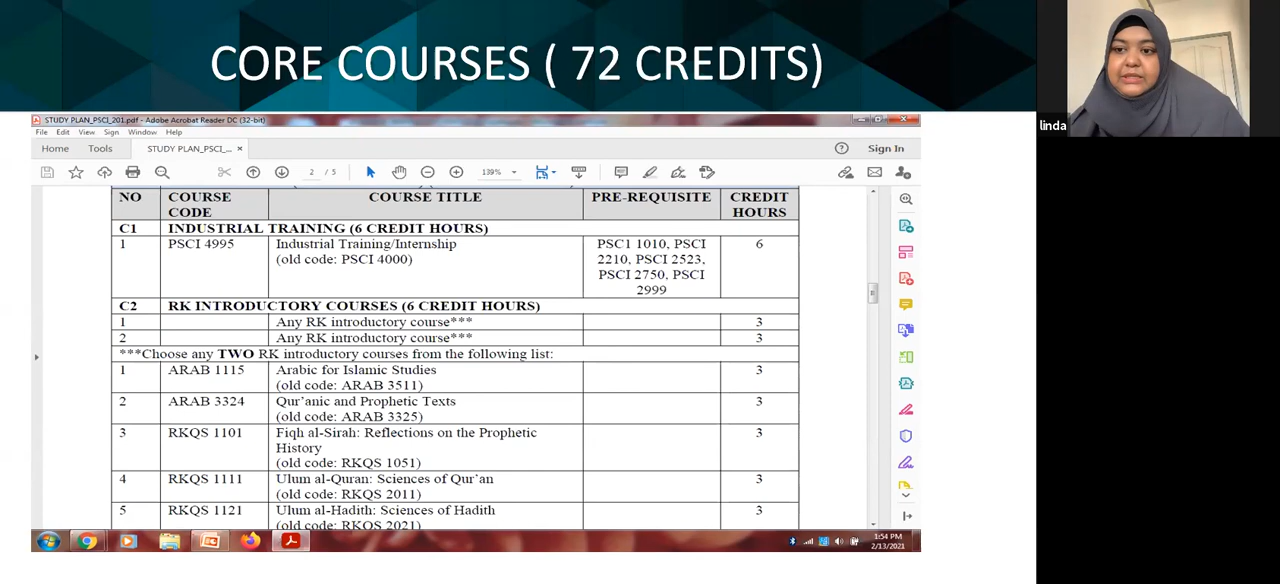 CORE COURSES ( 72 CREDITS)
linda
STUDY PLAN_PSCI_201.pdf - Adobe Acrobat Reader DC (32-bit)
File Edit View Sign Window Help
Home Tools STUDY PLAN_PSCI_... × Sign In
2 / 5 139%
NO COURSE CODE COURSE TITLE PRE-REQUISITE CREDIT HOURS
C1 INDUSTRIAL TRAINING (6 CREDIT HOURS)
1 PSCI 4995 Industrial Training/Internship PSC1 1010, PSCI 6
(old code: PSCI 4000) 2210, PSCI 2523,
PSCI 2750, PSCI
2999
C2 RK INTRODUCTORY COURSES (6 CREDIT HOURS)
1 Any RK introductory course*** 3
2 Any RK introductory course*** 3
***Choose any TWO RK introductory courses from the following list:
1 ARAB 1115 Arabic for Islamic Studies 3
(old code: ARAB 3511)
2 ARAB 3324 Qur'anic and Prophetic Texts 3
(old code: ARAB 3325)
3 RKQS 1101 Fiqh al-Sirah: Reflections on the Prophetic 3
History
(old code: RKQS 1051)
4 RKQS 1111 Ulum al-Quran: Sciences of Qur'an 3
(old code: RKQS 2011)
5 RKQS 1121 Ulum al-Hadith: Sciences of Hadith 3
(old code: RKQS 2021)
1:54 PM
2/13/2021